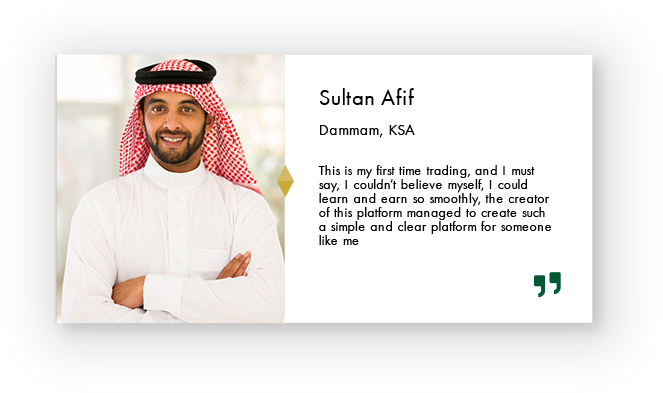 Sultan Afif
Dammam, KSA
This is my first time trading, and I must
say, I couldn't believe myself, I could
learn and earn so smoothly, the creator
of this platform managed to create such
a simple and clear platform for someone
like me